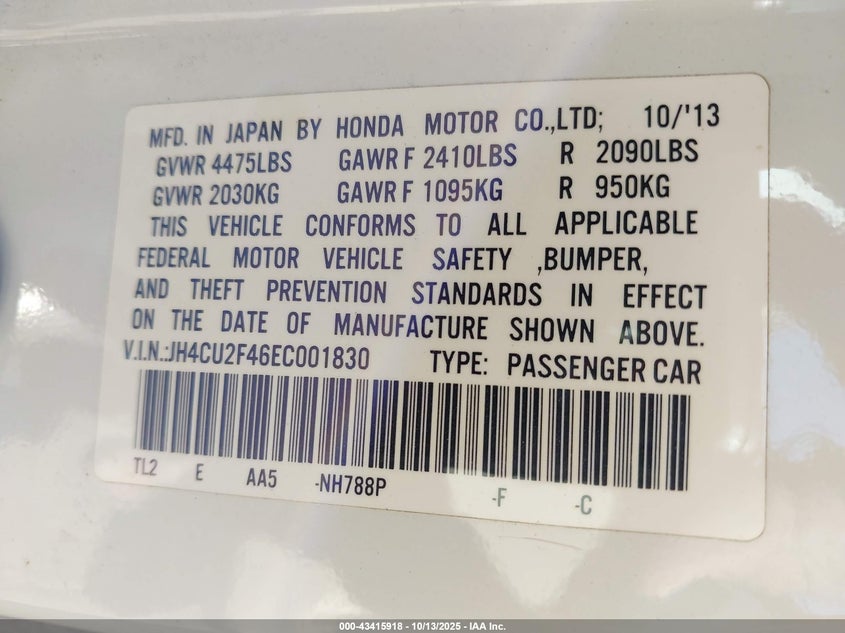 MFD. IN JAPAN BY HONDA MOTOR CO.,LTD; 10/'13
GVWR 4475LBS GAWR F 2410LBS R 2090LBS
GVWR 2030KG GAWR F 1095KG R 950KG
THIS VEHICLE CONFORMS TO ALL APPLICABLE
FEDERAL MOTOR VEHICLE SAFETY ,BUMPER,
AND THEFT PREVENTION STANDARDS IN EFFECT
ON THE DATE OF MANUFACTURE SHOWN ABOVE.
V.I.N.:JH4CU2F46EC001830 TYPE: PASSENGER CAR
TL2 E AA5 -NH788P -F -C
000-43415918 - 10/13/2025 - IAA Inc.